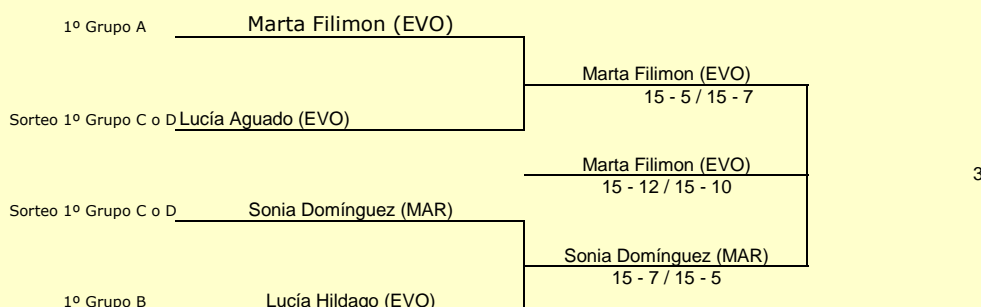 1º Grupo A Marta Filimon (EVO)
Marta Filimon (EVO)
15 - 5 / 15 - 7
Sorteo 1º Grupo C o D Lucía Aguado (EVO)
Marta Filimon (EVO)
15 - 12 / 15 - 10
3
Sorteo 1º Grupo C o D Sonia Domínguez (MAR)
Sonia Domínguez (MAR)
15 - 7 / 15 - 5
1º Grupo B Lucía Hildago (EVO)